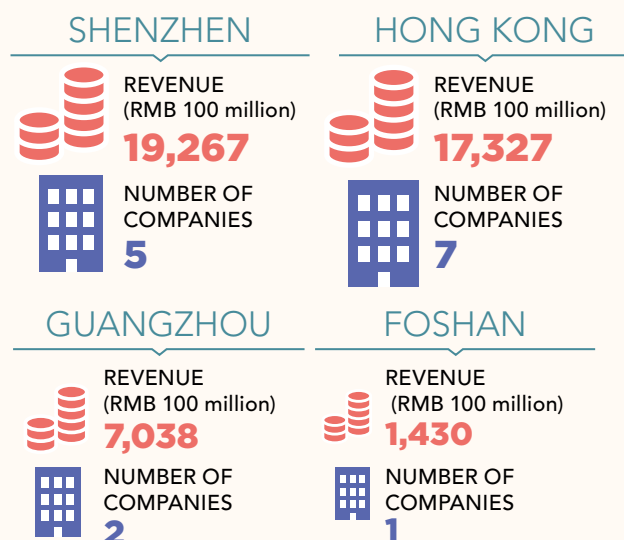 SHENZHEN
REVENUE
(RMB 100 million)
19,267
NUMBER OF
COMPANIES
5
HONG KONG
REVENUE
(RMB 100 million)
17,327
NUMBER OF
COMPANIES
7
GUANGZHOU
REVENUE
(RMB 100 million)
7,038
NUMBER OF
COMPANIES
2
FOSHAN
REVENUE
(RMB 100 million)
1,430
NUMBER OF
COMPANIES
1